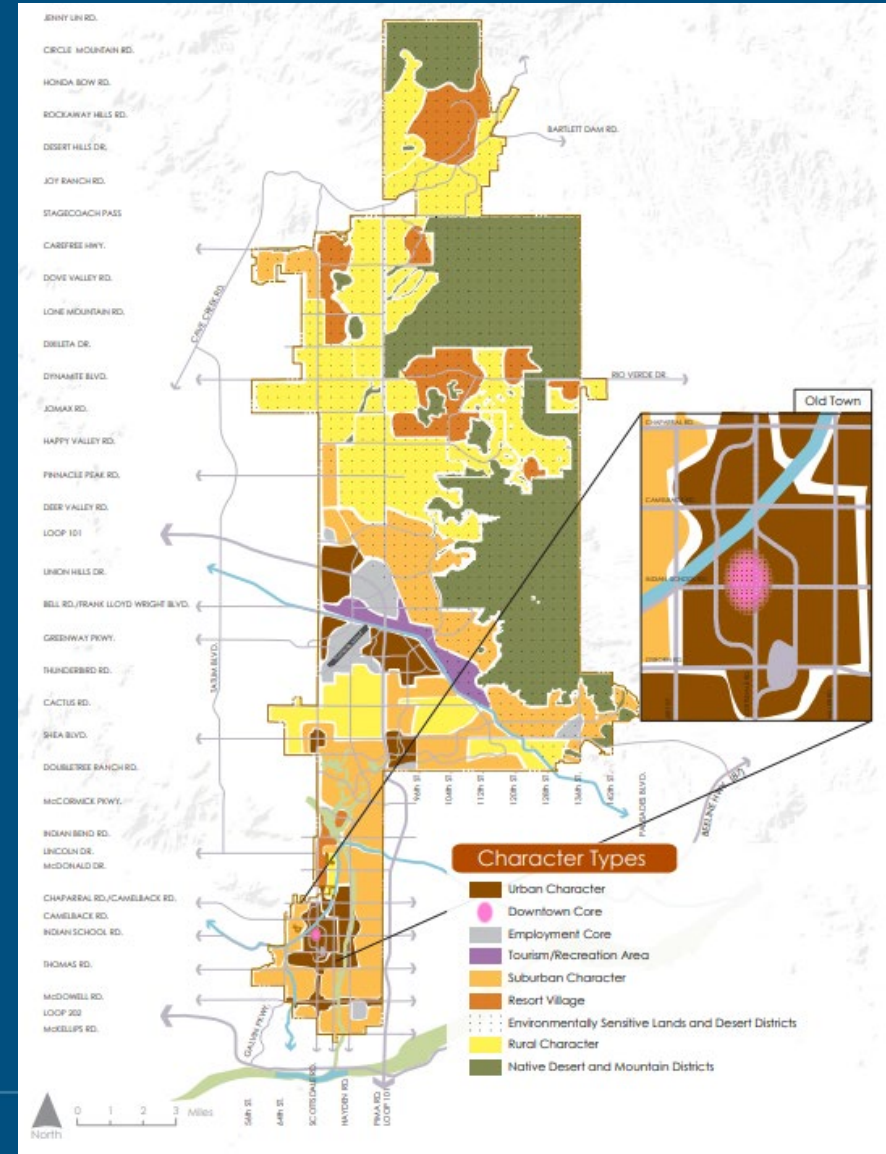 JENNY LIN RD.
CIRCLE MOUNTAIN RD.
HONDA BOW RD.
ROCKAWAY HILLS RD.
DESERT HILLS DR.
JOY RANCH RD.
STAGECOACH PASS
CAREFREE HWY.
DOVE VALLEY RD.
LONE MOUNTAIN RD.
DIXILETA DR.
DYNAMITE BLVD.
JOMAX RD.
HAPPY VALLEY RD.
PINNACLE PEAK RD.
DEER VALLEY RD.
LOOP 101
UNION HILLS DR.
BELL RD./FRANK LLOYD WRIGHT BLVD.
GREENWAY PKWY.
THUNDERBIRD RD.
CACTUS RD.
SHEA BLVD.
DOUBLETREE RANCH RD.
McCORMICK PKWY.
INDIAN BEND RD.
LINCOLN DR.
McDONALD DR.
CHAPARRAL RD./CAMELBACK RD.
CAMELBACK RD.
INDIAN SCHOOL RD.
THOMAS RD.
McDOWELL RD.
LOOP 202
McKELLIPS RD.
BARTLETT DAM RD.
CAVE CREEK RD.
RIO VERDE DR.
TATUM BLVD.
Old Town
CHAPARRAL RD.
CAMELBACK RD.
INDIAN SCHOOL RD.
OSBORN RD.
96th St.
104th St.
112th St.
120th St.
128th St.
136th St.
142th St.
PALISADES BLVD.
BEELINE HWY. (87)
Character Types
Urban Character
Downtown Core
Employment Core
Tourism/Recreation Area
Suburban Character
Resort Village
Environmentally Sensitive Lands and Desert Districts
Rural Character
Native Desert and Mountain Districts
GALVIN PKWY.
56th ST.
64th ST.
SCOTTSDALE RD.
HAYDEN RD.
PIMA RD.
LOOP 101
0 1 2 3 Miles
North